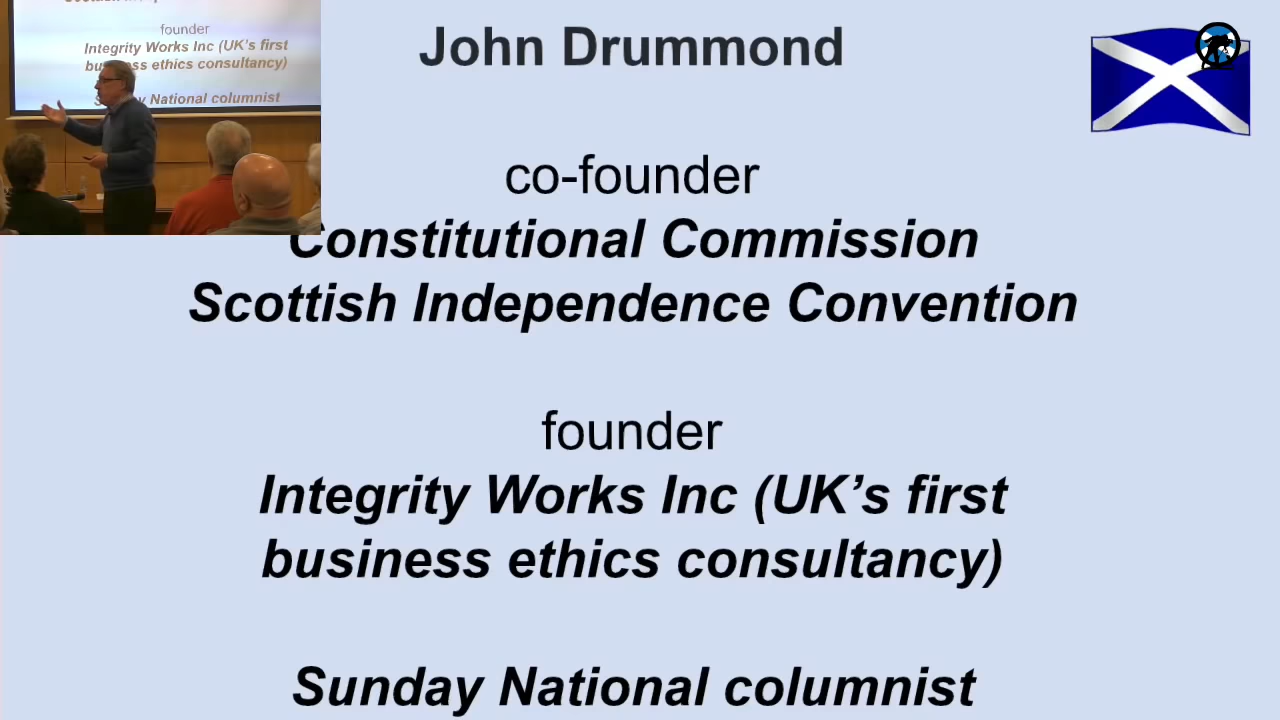 John Drummond
co-founder
Constitutional Commission
Scottish Independence Convention
founder
Integrity Works Inc (UK’s first
business ethics consultancy)
Sunday National columnist
founder
Integrity Works Inc (UK’s first
business ethics consultancy)
National columnist